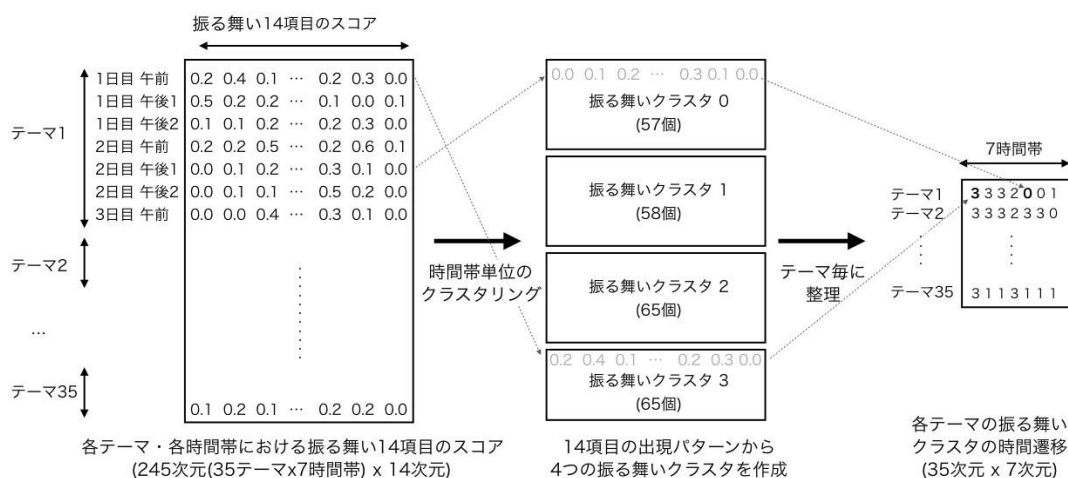 振る舞い14項目のスコア
テーマ1
1日目 午前 0.2 0.4 0.1 … 0.2 0.3 0.0
1日目 午後1 0.5 0.2 0.2 … 0.1 0.0 0.1
1日目 午後2 0.1 0.1 0.2 … 0.2 0.3 0.0
2日目 午前 0.2 0.2 0.5 … 0.2 0.6 0.1
2日目 午後1 0.0 0.1 0.2 … 0.3 0.1 0.0
2日目 午後2 0.0 0.1 0.1 … 0.5 0.2 0.0
3日目 午前 0.0 0.0 0.4 … 0.3 0.1 0.0
テーマ2
…
テーマ35
0.1 0.2 0.1 … 0.2 0.2 0.0
各テーマ・各時間帯における振る舞い14項目のスコア
(245次元(35テーマx7時間帯) x 14次元)
時間帯単位の
クラスタリング
0.0 0.1 0.2 … 0.3 0.1 0.0
振る舞いクラスタ 0
(57個)
振る舞いクラスタ 1
(58個)
振る舞いクラスタ 2
(65個)
0.2 0.4 0.1 … 0.2 0.3 0.0
振る舞いクラスタ 3
(65個)
14項目の出現パターンから
4つの振る舞いクラスタを作成
テーマ毎に
整理
7時間帯
テーマ1 3 3 3 2 0 0 1
テーマ2 3 3 3 2 3 3 0
テーマ35 3 1 1 3 1 1 1
各テーマの振る舞い
クラスタの時間遷移
(35次元 x 7次元)